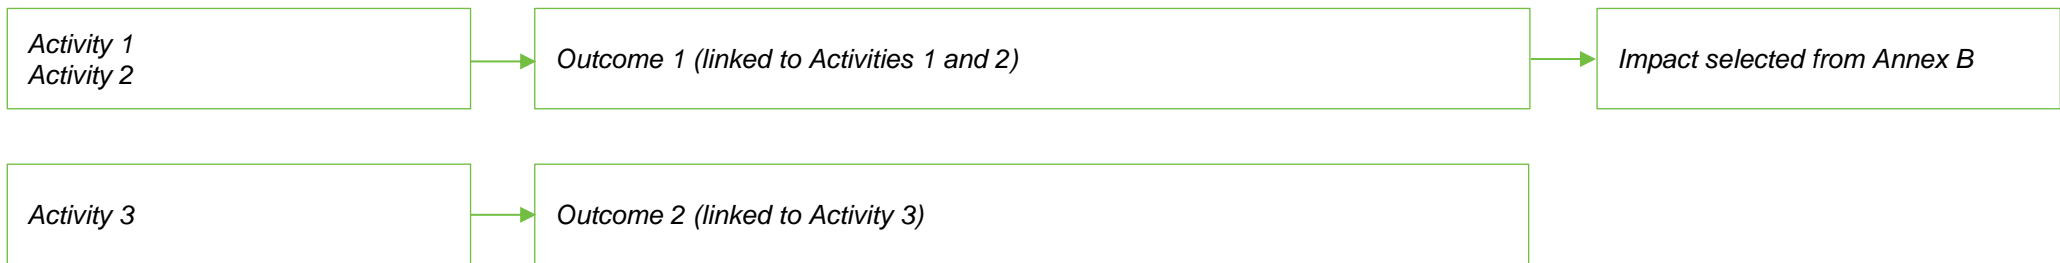 Activity 1
Activity 2
Outcome 1 (linked to Activities 1 and 2)
Impact selected from Annex B
Activity 3
Outcome 2 (linked to Activity 3)